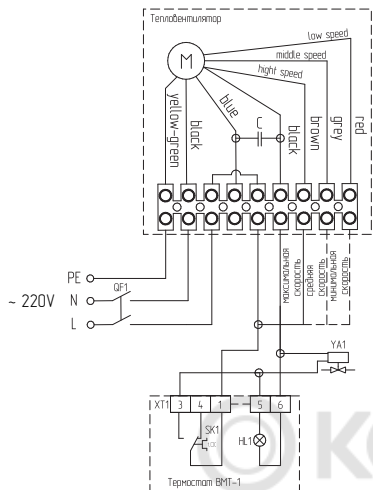 Тепловентилятор
low speed
middle speed
hight speed
M
yellow-green
black
blue
C
black
brown
grey
red
максимальная
скорость
средняя
скорость
минимальная
скорость
PE
QF1
~ 220V
N
L
YA1
XT1
3
4
1
5
6
SK1
HL1
Термостат BMT-1